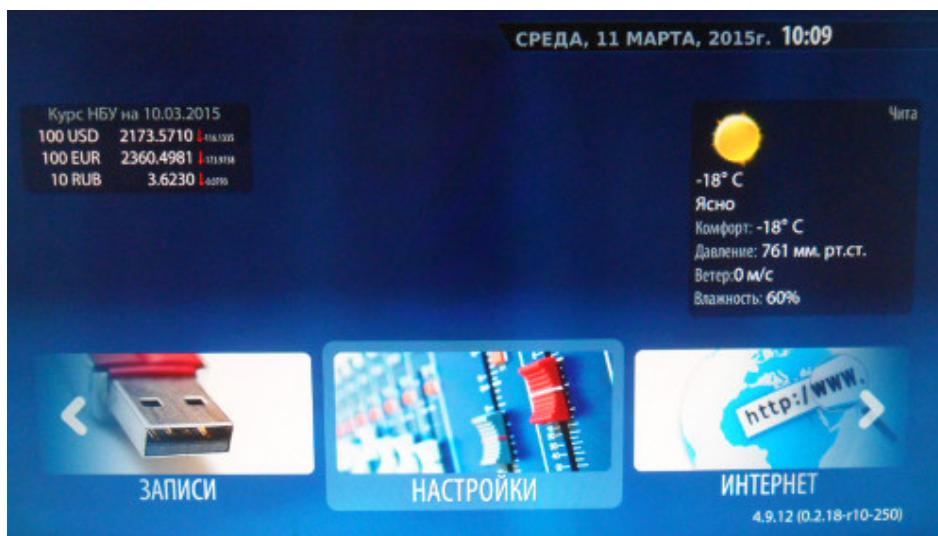 СРЕДА, 11 МАРТА, 2015г. 10:09
Курс НБУ на 10.03.2015
100 USD 2173.5710
100 EUR 2360.4981
10 RUB 3.6230
Чита
-18° C
Ясно
Комфорт: -18° C
Давление: 761 мм. рт.ст.
Ветер:0 м/с
Влажность: 60%
http://www.
ЗАПИСИ
НАСТРОЙКИ
ИНТЕРНЕТ
4.9.12 (0.2.18-r10-250)